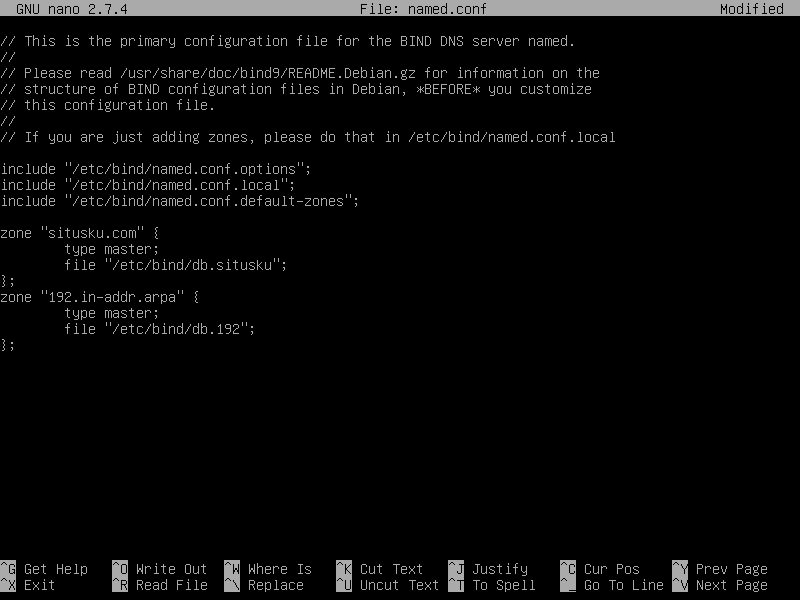 GNU nano 2.7.4 File: named.conf Modified
// This is the primary configuration file for the BIND DNS server named.
//
// Please read /usr/share/doc/bind9/README.Debian.gz for information on the
// structure of BIND configuration files in Debian, *BEFORE* you customize
// this configuration file.
//
// If you are just adding zones, please do that in /etc/bind/named.conf.local
include "/etc/bind/named.conf.options";
include "/etc/bind/named.conf.local";
include "/etc/bind/named.conf.default-zones";
zone "situsku.com" {
        type master;
        file "/etc/bind/db.situsku";
};
zone "192.in-addr.arpa" {
        type master;
        file "/etc/bind/db.192";
};
^G Get Help ^O Write Out ^W Where Is ^K Cut Text ^J Justify ^C Cur Pos ^Y Prev Page
^X Exit ^R Read File ^\ Replace ^U Uncut Text ^T To Spell ^_ Go To Line ^V Next Page